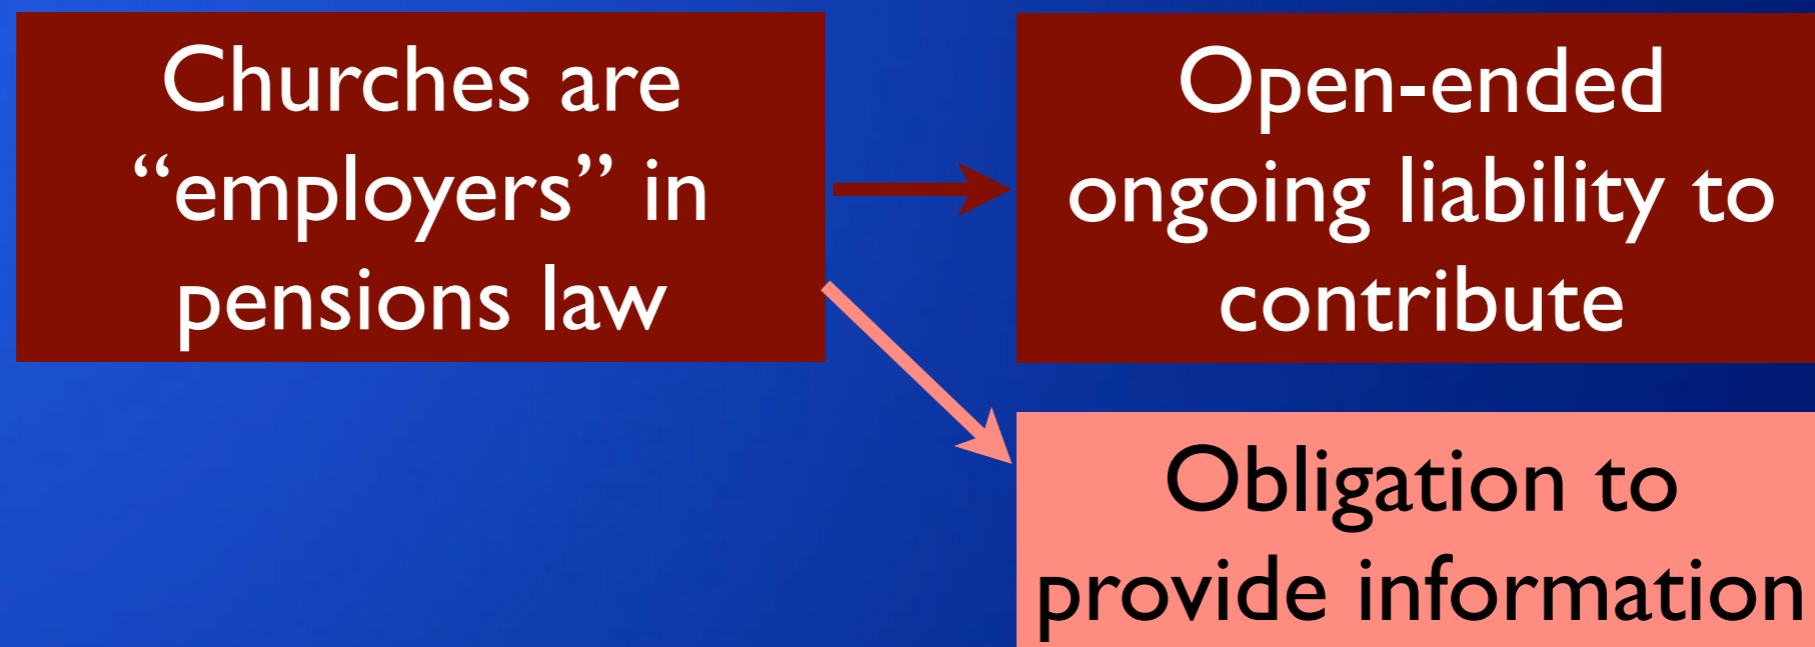 Churches are
“employers” in
pensions law
Open-ended
ongoing liability to
contribute
Obligation to
provide information